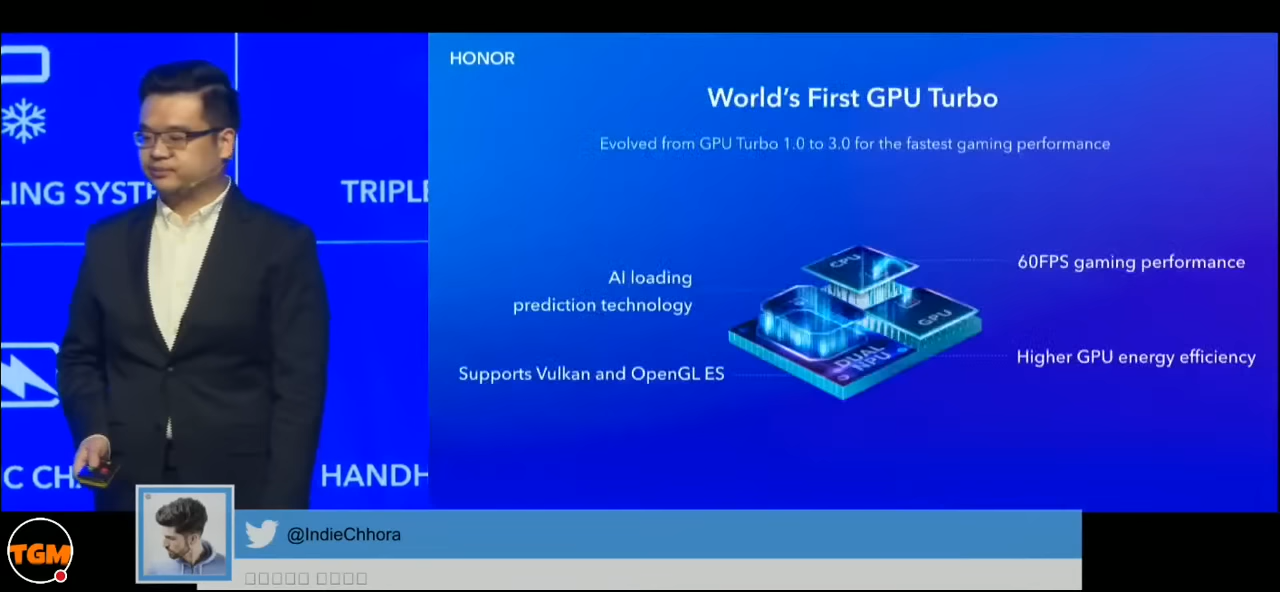 LING SYSTE
TRIPLE
C CH
HANDH
HONOR
World's First GPU Turbo
Evolved from GPU Turbo 1.0 to 3.0 for the fastest gaming performance
AI loading
prediction technology
Supports Vulkan and OpenGL ES
60FPS gaming performance
Higher GPU energy efficiency
CPU
GPU
DUAL
NPU
@IndieChhora
TGM